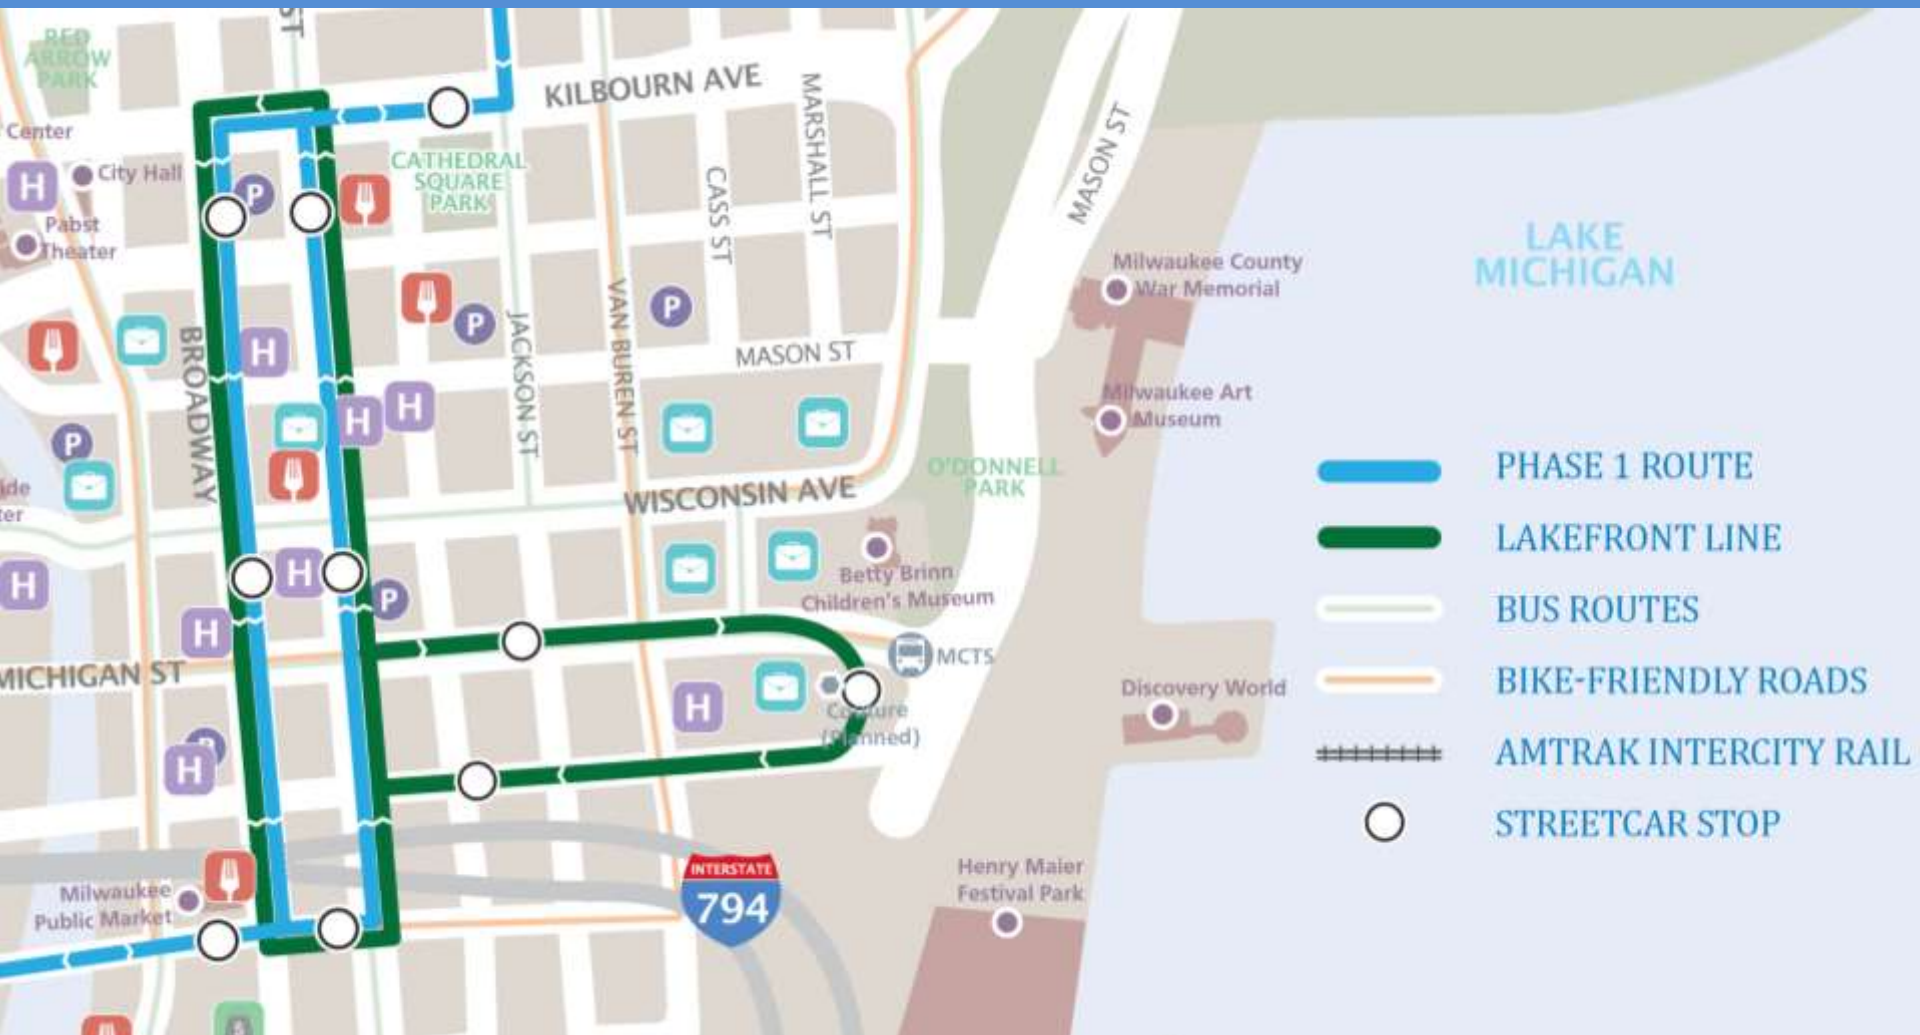 ST
RED
ARROW
PARK
KILBOURN AVE
MARSHALL ST
MASON ST
Center
City Hall
H
P
CATHEDRAL
SQUARE
PARK
CASS ST
Pabst
Theater
LAKE
MICHIGAN
Milwaukee County
War Memorial
VAN BUREN ST
P
P
JACKSON ST
BROADWAY
H
MASON ST
Milwaukee Art
Museum
H
H
P
O'DONNELL
PARK
WISCONSIN AVE
PHASE 1 ROUTE
LAKEFRONT LINE
BUS ROUTES
BIKE-FRIENDLY ROADS
AMTRAK INTERCITY RAIL
STREETCAR STOP
H
H
P
Betty Brinn
Children's Museum
H
MICHIGAN ST
MCTS
H
Couture
(Planned)
Discovery World
P
H
INTERSTATE
794
Milwaukee
Public Market
Henry Maier
Festival Park